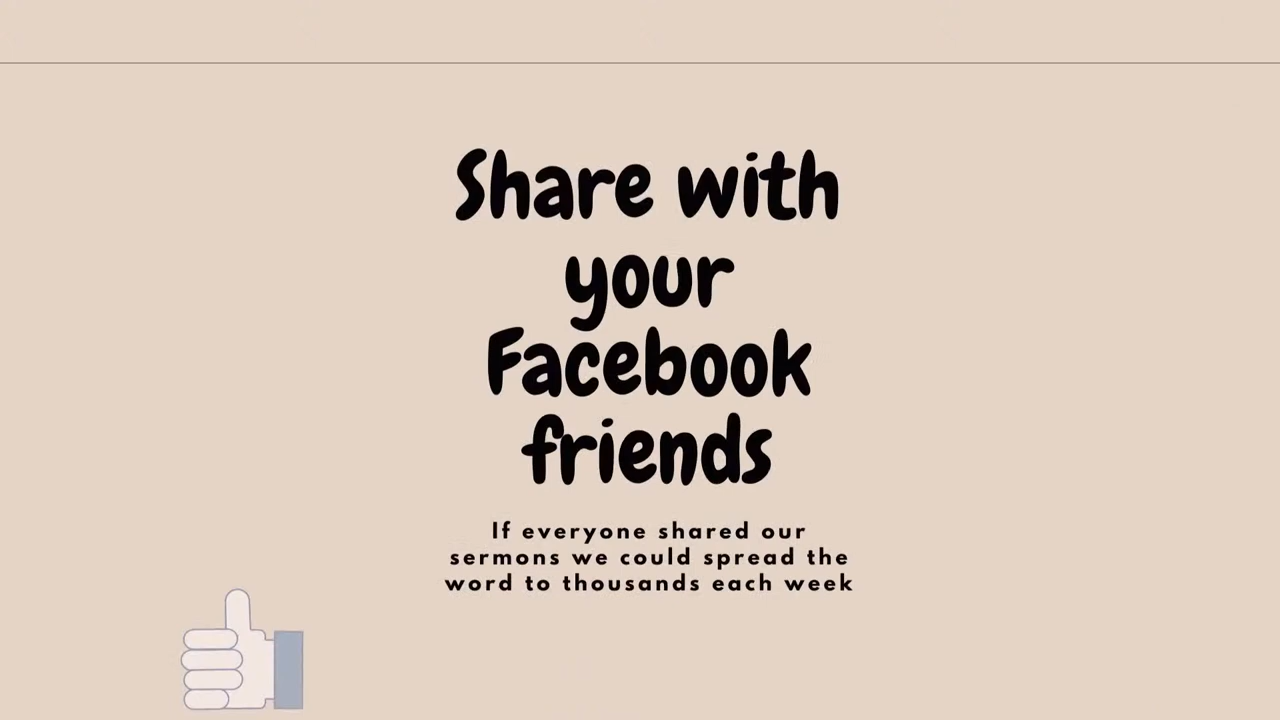 Share with
your
Facebook
friends
If everyone shared our
sermons we could spread the
word to thousands each week